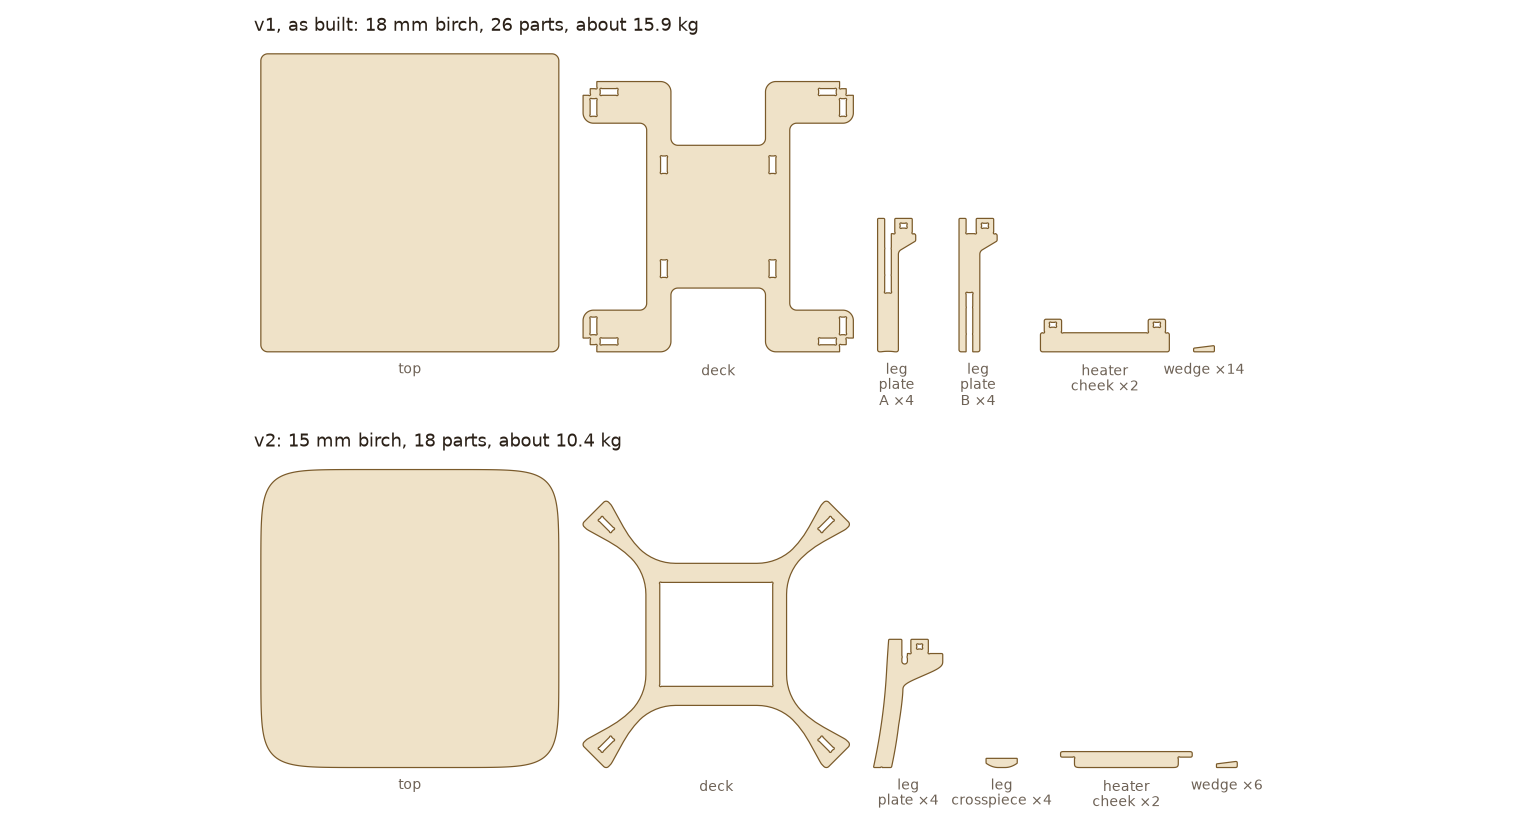 v1, as built: 18 mm birch, 26 parts, about 15.9 kg
top
deck
leg
plate
A ×4
leg
plate
B ×4
heater
cheek ×2
wedge ×14
v2: 15 mm birch, 18 parts, about 10.4 kg
top
deck
leg
plate ×4
leg
crosspiece ×4
heater
cheek ×2
wedge ×6